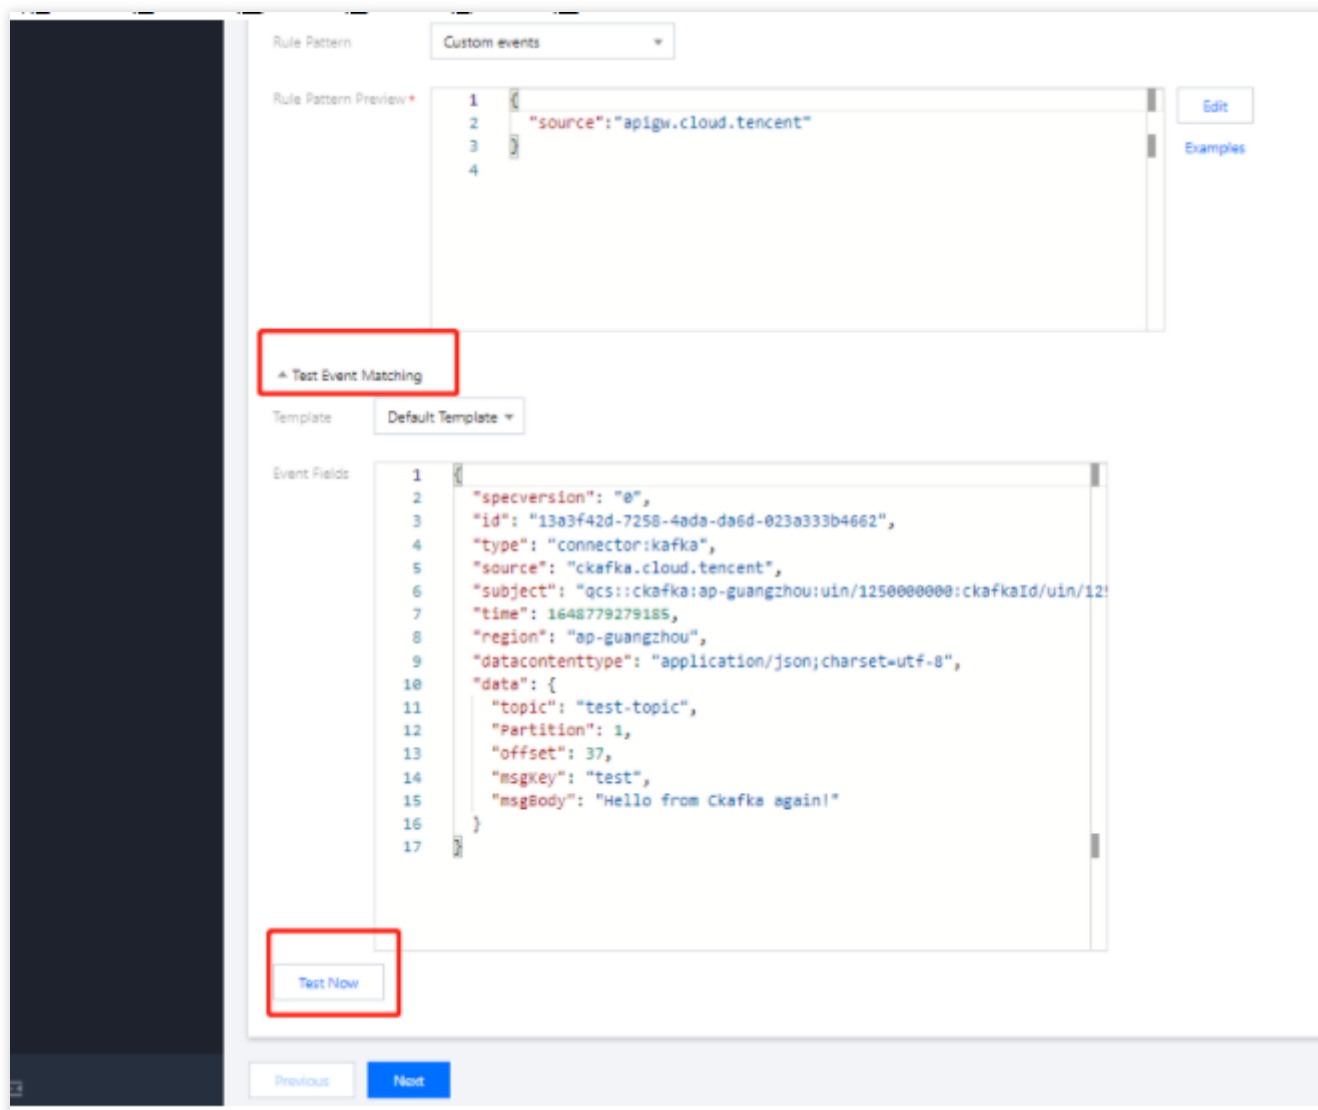 Rule Pattern Custom events
Rule Pattern Preview *
1 {
2 "source":"apigw.cloud.tencent"
3 }
4
Edit
Examples
Test Event Matching
Template Default Template
Event Fields
1 {
2 "specversion": "0",
3 "id": "13a3f42d-7258-4ada-da6d-023a333b4662",
4 "type": "connector:kafka",
5 "source": "ckafka.cloud.tencent",
6 "subject": "qcs::ckafka:ap-guangzhou:uin/1250000000:ckafkaId/uin/125
7 "time": 1648779279185,
8 "region": "ap-guangzhou",
9 "datacontenttype": "application/json;charset=utf-8",
10 "data": {
11 "topic": "test-topic",
12 "Partition": 1,
13 "offset": 37,
14 "msgKey": "test",
15 "msgBody": "Hello from Ckafka again!"
16 }
17 }
Test Now
Previous Next